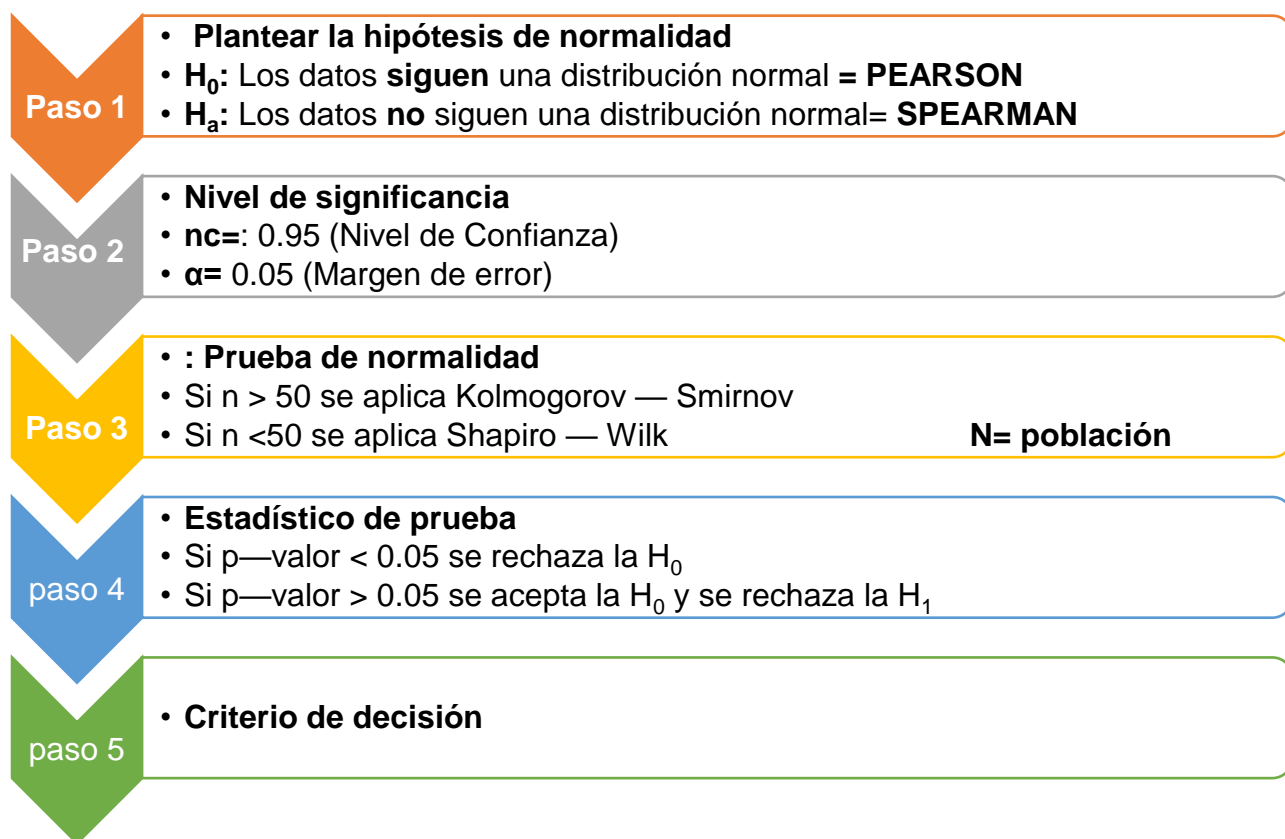 Paso 1
• Plantear la hipótesis de normalidad
• H₀: Los datos siguen una distribución normal = PEARSON
• Hₐ: Los datos no siguen una distribución normal= SPEARMAN
Paso 2
• Nivel de significancia
• nc=: 0.95 (Nivel de Confianza)
• α= 0.05 (Margen de error)
Paso 3
• : Prueba de normalidad
• Si n > 50 se aplica Kolmogorov — Smirnov
• Si n <50 se aplica Shapiro — Wilk N= población
paso 4
• Estadístico de prueba
• Si p—valor < 0.05 se rechaza la H₀
• Si p—valor > 0.05 se acepta la H₀ y se rechaza la H₁
paso 5
• Criterio de decisión